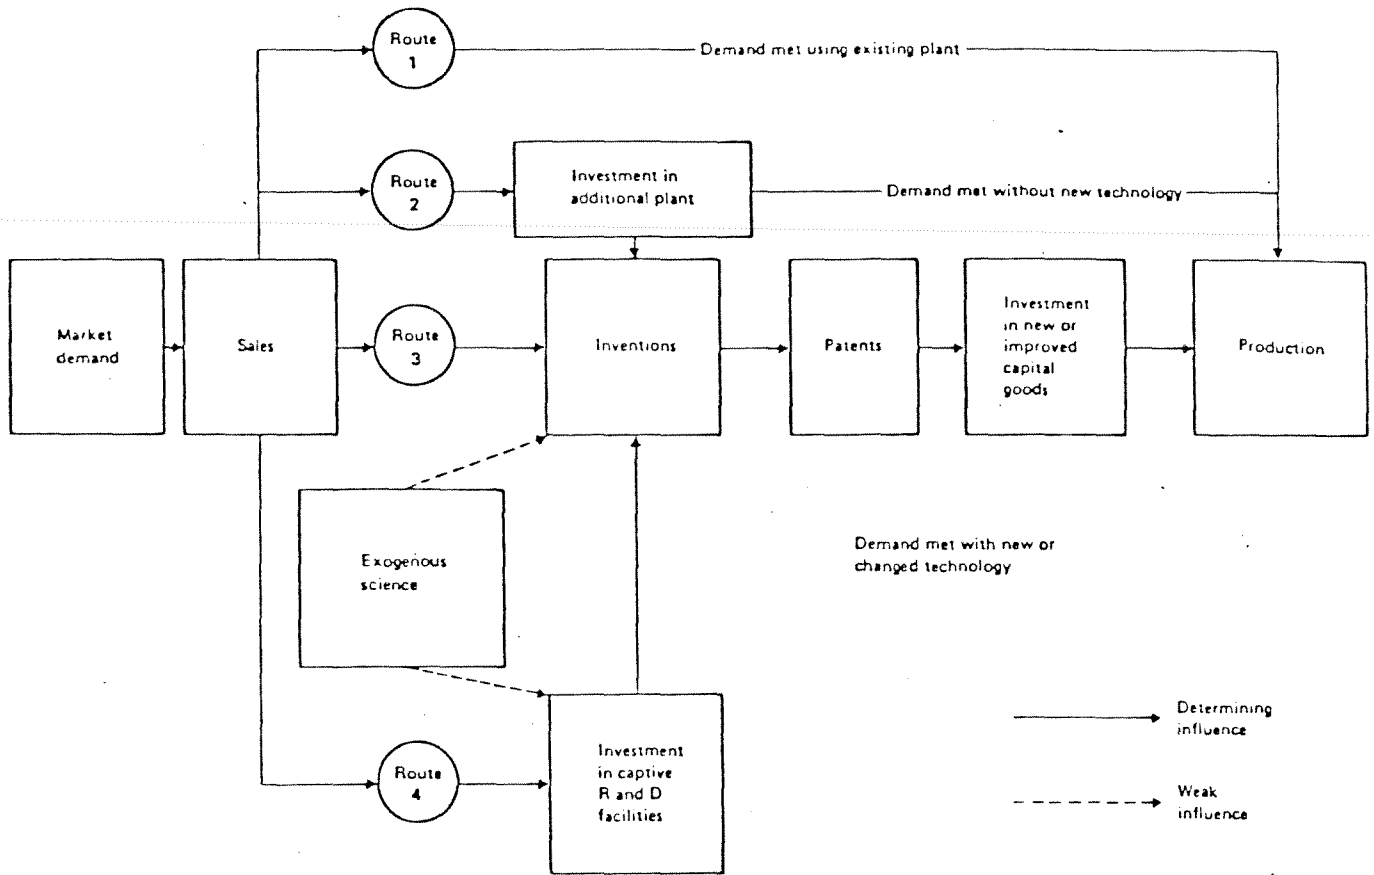 Route
1
Demand met using existing plant
Route
2
Investment in
additional plant
Demand met without new technology
Market
demand
Sales
Route
3
Inventions
Patents
Investment
in new or
improved
capital
goods
Production
Exogenous
science
Demand met with new or
changed technology
Route
4
Investment
in captive
R and D
facilities
Determining
influence
Weak
influence